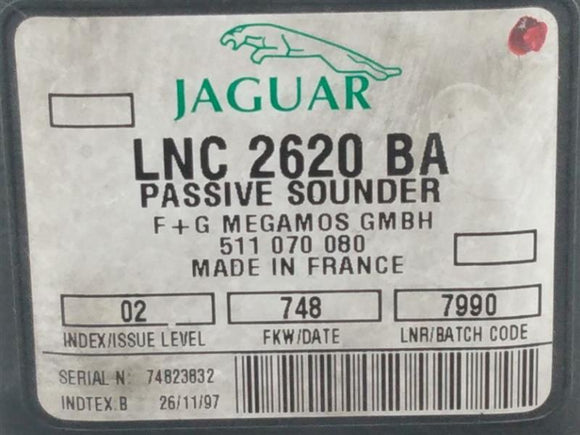 JAGUAR
LNC 2620 BA
PASSIVE SOUNDER
F+G MEGAMOS GMBH
511 070 080
MADE IN FRANCE
02 748 7990
INDEX/ISSUE LEVEL FKW/DATE LNR/BATCH CODE
SERIAL N: 74823832
INDTEX.B 26/11/97